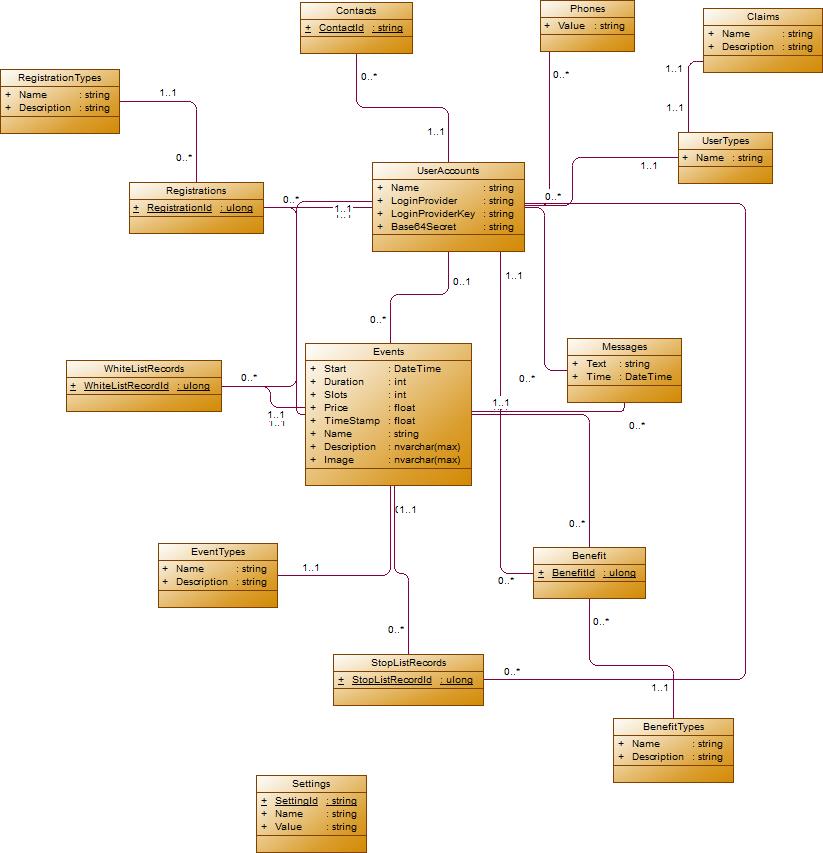 Contacts
+ ContactId : string
Phones
+ Value : string
Claims
+ Name : string
+ Description : string
RegistrationTypes
+ Name : string
+ Description : string
0..*
0..*
1..1
1..1
1..1
1..1
UserTypes
+ Name : string
0..*
1..1
UserAccounts
+ Name : string
+ LoginProvider : string
+ LoginProviderKey : string
+ Base64Secret : string
Registrations
+ RegistrationId : ulong
0..*
1..1
1..1
0..*
0..1
1..1
0..*
Events
+ Start : DateTime
+ Duration : int
+ Slots : int
+ Price : float
+ TimeStamp : float
+ Name : string
+ Description : nvarchar(max)
+ Image : nvarchar(max)
Messages
+ Text : string
+ Time : DateTime
WhiteListRecords
+ WhiteListRecordId : ulong
0..*
0..*
1..1
1..1
1..1
0..*
1..1
0..*
EventTypes
+ Name : string
+ Description : string
1..1
Benefit
+ BenefitId : ulong
0..*
0..*
0..*
StopListRecords
+ StopListRecordId : ulong
0..*
1..1
BenefitTypes
+ Name : string
+ Description : string
Settings
+ SettingId : string
+ Name : string
+ Value : string